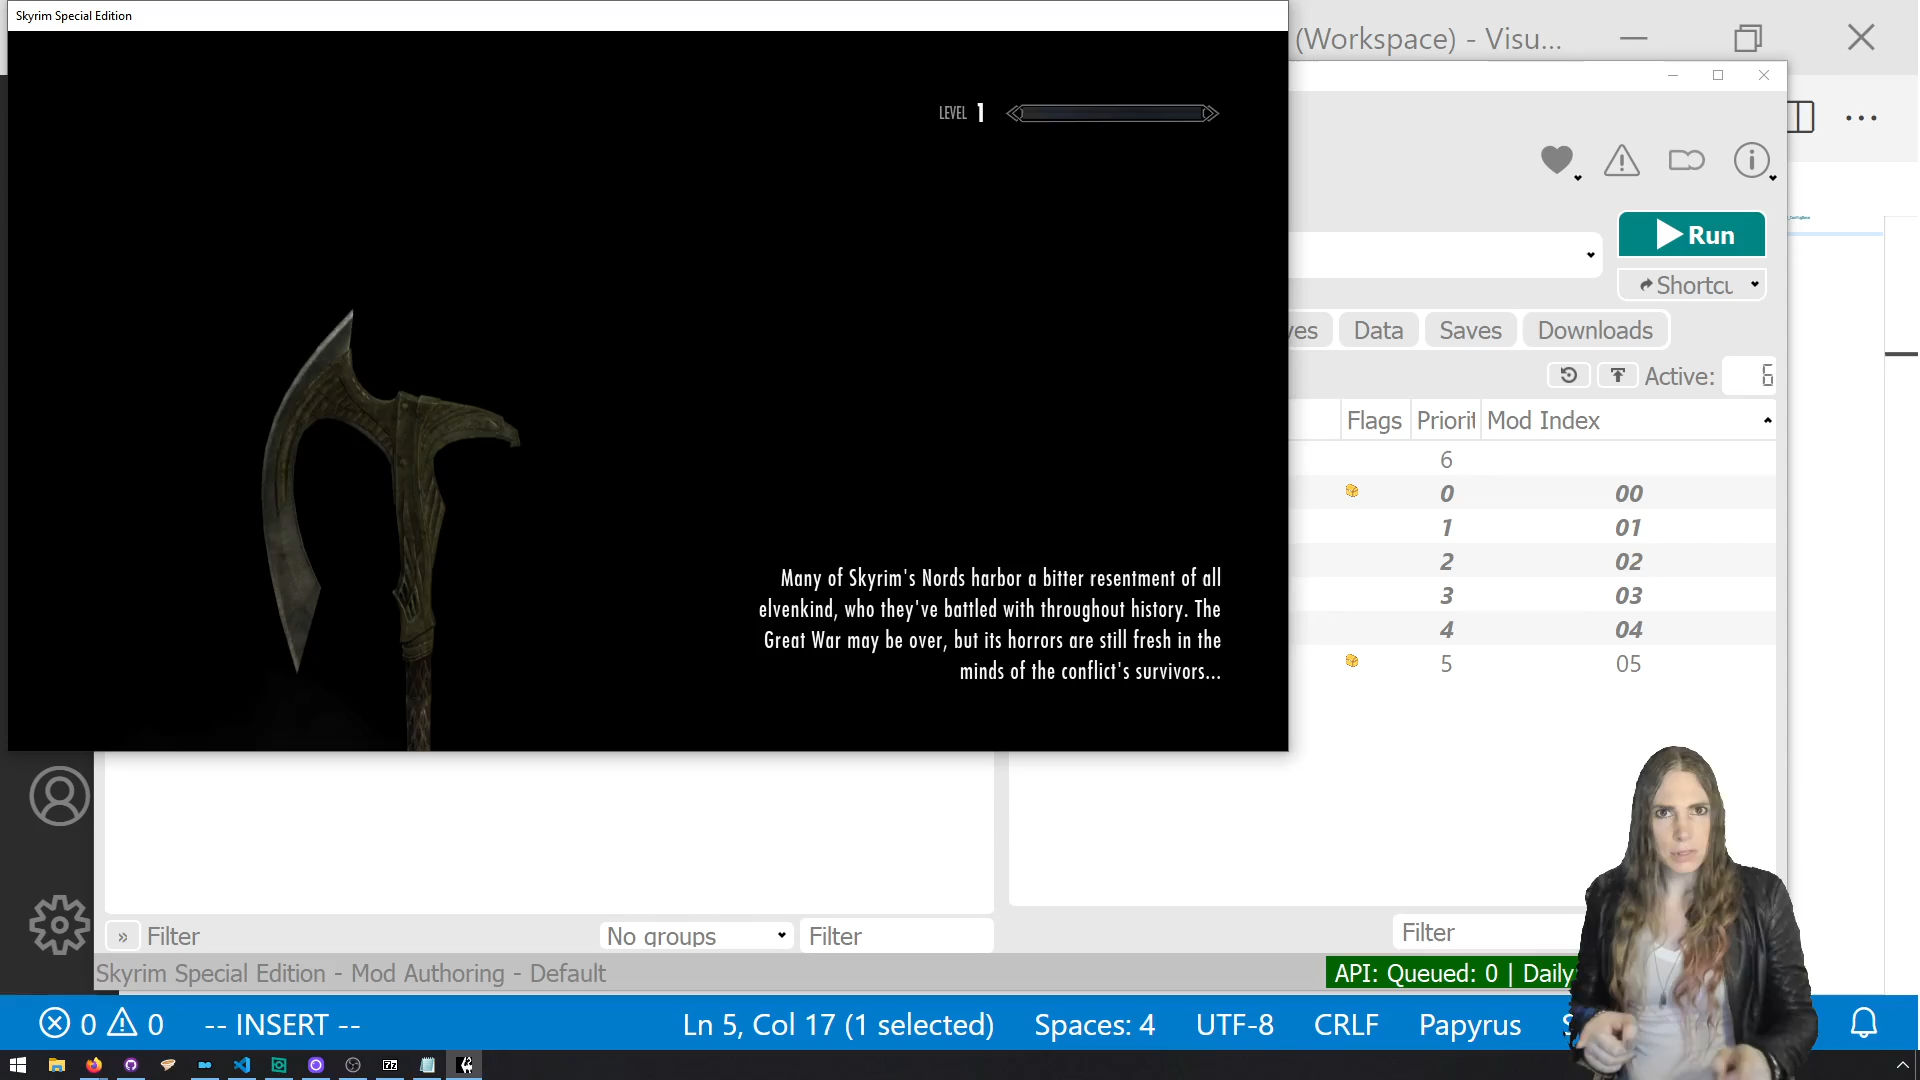 Skyrim Special Edition
(Workspace) - Visu...
LEVEL 1
Run
Shortcu
Data
Saves
Downloads
Active: 6
Flags
Priorit
Mod Index
6
0 00
1 01
2 02
3 03
4 04
5 05
Many of Skyrim's Nords harbor a bitter resentment of all
elvenkind, who they've battled with throughout history. The
Great War may be over, but its horrors are still fresh in the
minds of the conflict's survivors...
» Filter
No groups
Filter
Filter
Skyrim Special Edition - Mod Authoring - Default
API: Queued: 0 | Daily
0 0 -- INSERT --
Ln 5, Col 17 (1 selected)
Spaces: 4
UTF-8
CRLF
Papyrus